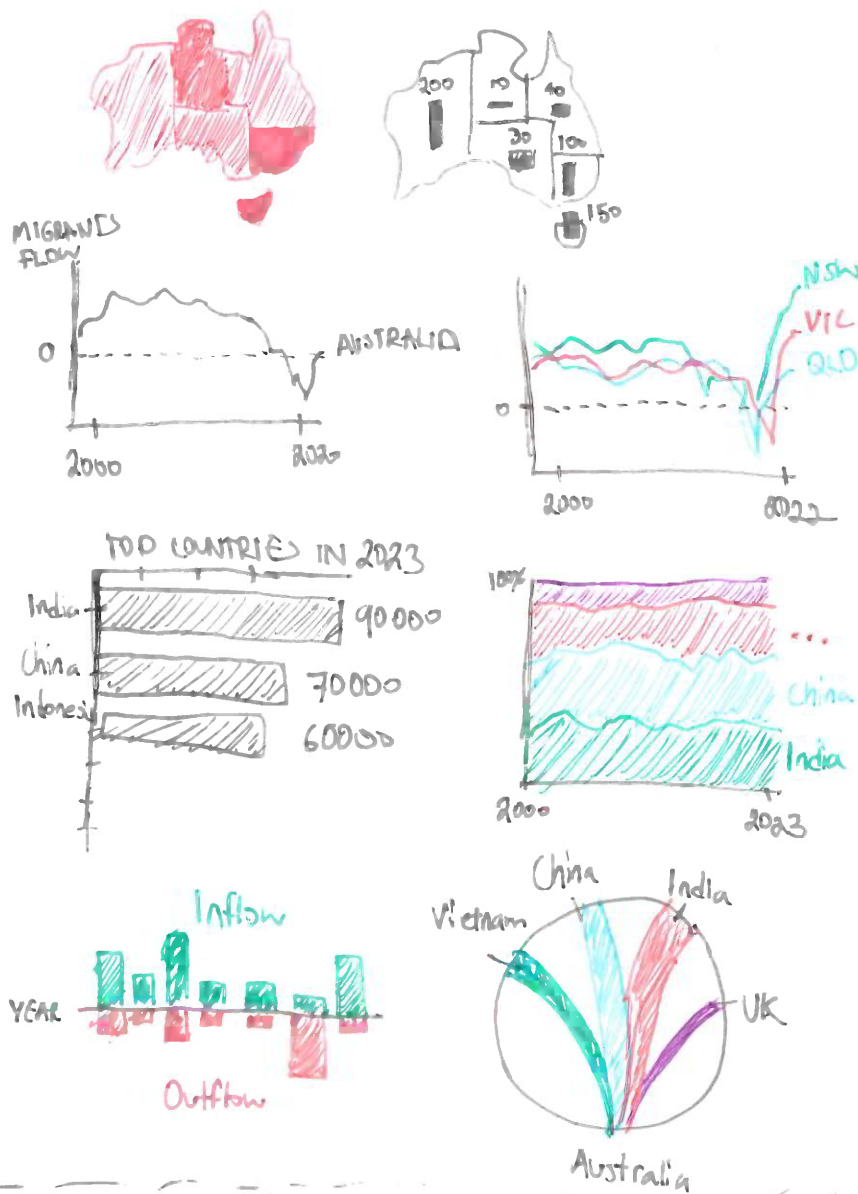 200
10
40
30
100
150
MIGRANTS
FLOW
0
AUSTRALIA
2000
2020
NSW
VIC
QLD
0
2000
2022
TOP COUNTRIES IN 2023
India
90000
China
70000
Intones
60000
100%
...
China
India
2000
2023
Inflow
YEAR
Outflow
China
India
Vietnam
UK
Australia